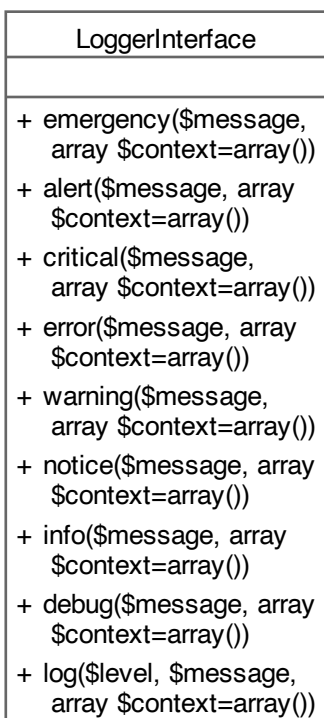 LoggerInterface
+ emergency($message,
array $context=array())
+ alert($message, array
$context=array())
+ critical($message,
array $context=array())
+ error($message, array
$context=array())
+ warning($message,
array $context=array())
+ notice($message, array
$context=array())
+ info($message, array
$context=array())
+ debug($message, array
$context=array())
+ log($level, $message,
array $context=array())